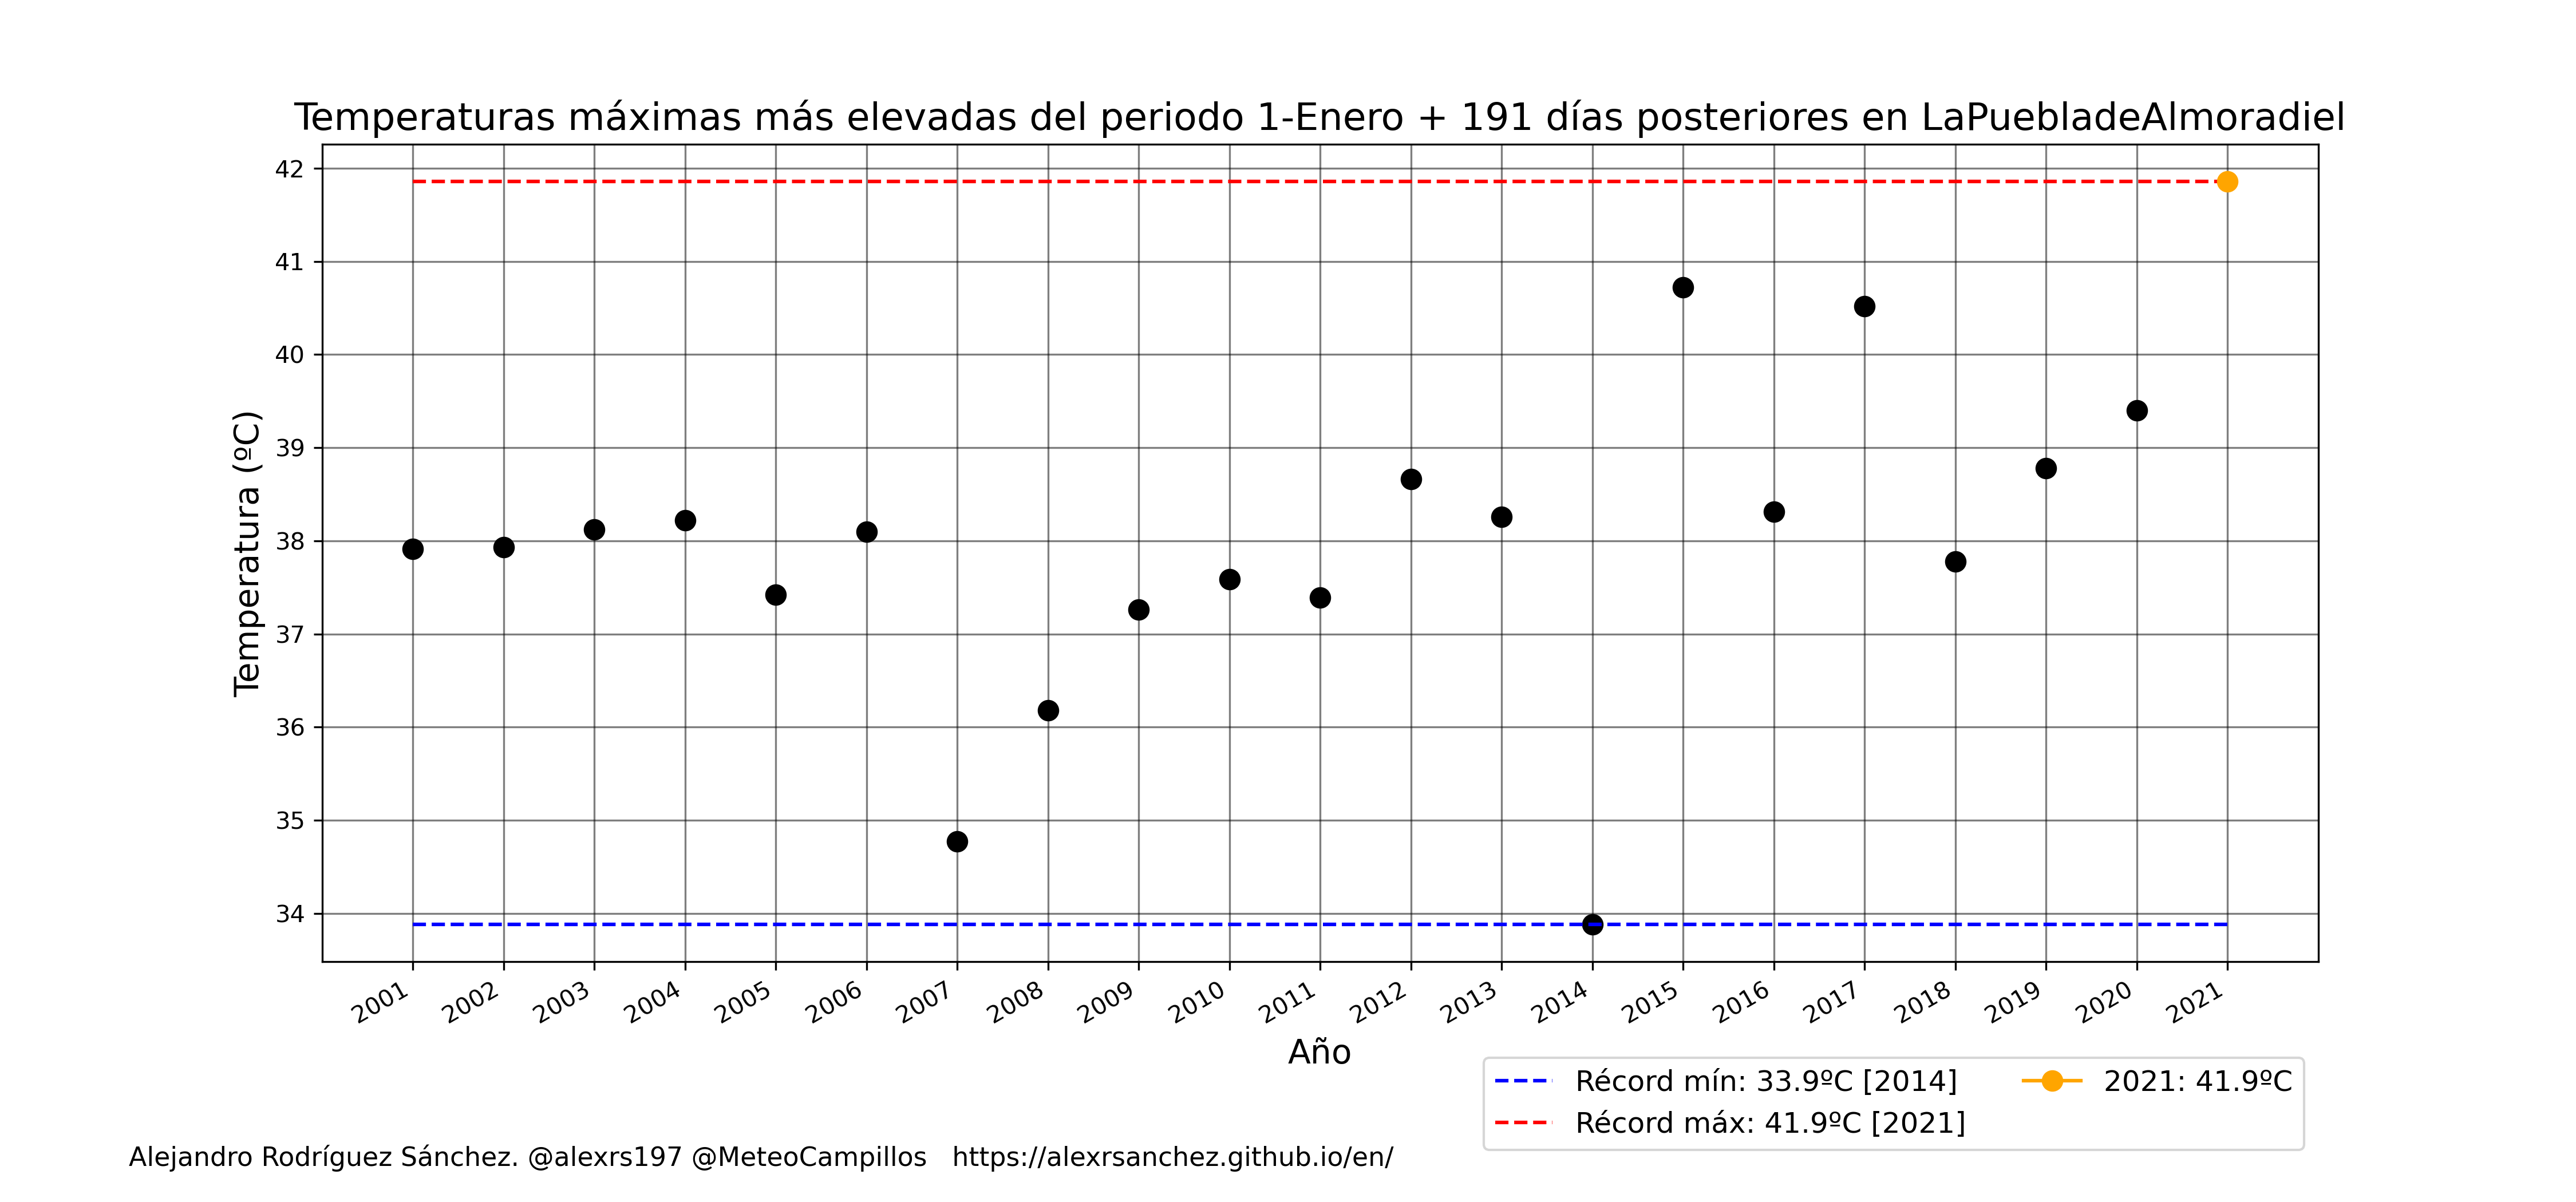 Temperaturas máximas más elevadas del periodo 1-Enero + 191 días posteriores en LaPuebladeAlmoradiel
Temperatura (ºC)
42
41
40
39
38
37
36
35
34
2001 2002 2003 2004 2005 2006 2007 2008 2009 2010 2011 2012 2013 2014 2015 2016 2017 2018 2019 2020 2021
Año
Récord mín: 33.9ºC [2014] 2021: 41.9ºC
Récord máx: 41.9ºC [2021]
Alejandro Rodríguez Sánchez. @alexrs197 @MeteoCampillos https://alexrsanchez.github.io/en/